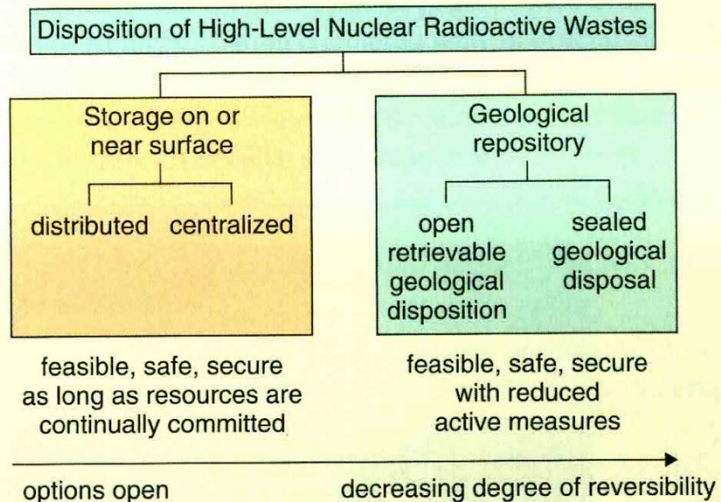 Disposition of High-Level Nuclear Radioactive Wastes
Storage on or
near surface
distributed
centralized
Geological
repository
open
retrievable
geological
disposition
sealed
geological
disposal
feasible, safe, secure
as long as resources are
continually committed
feasible, safe, secure
with reduced
active measures
options open
decreasing degree of reversibility